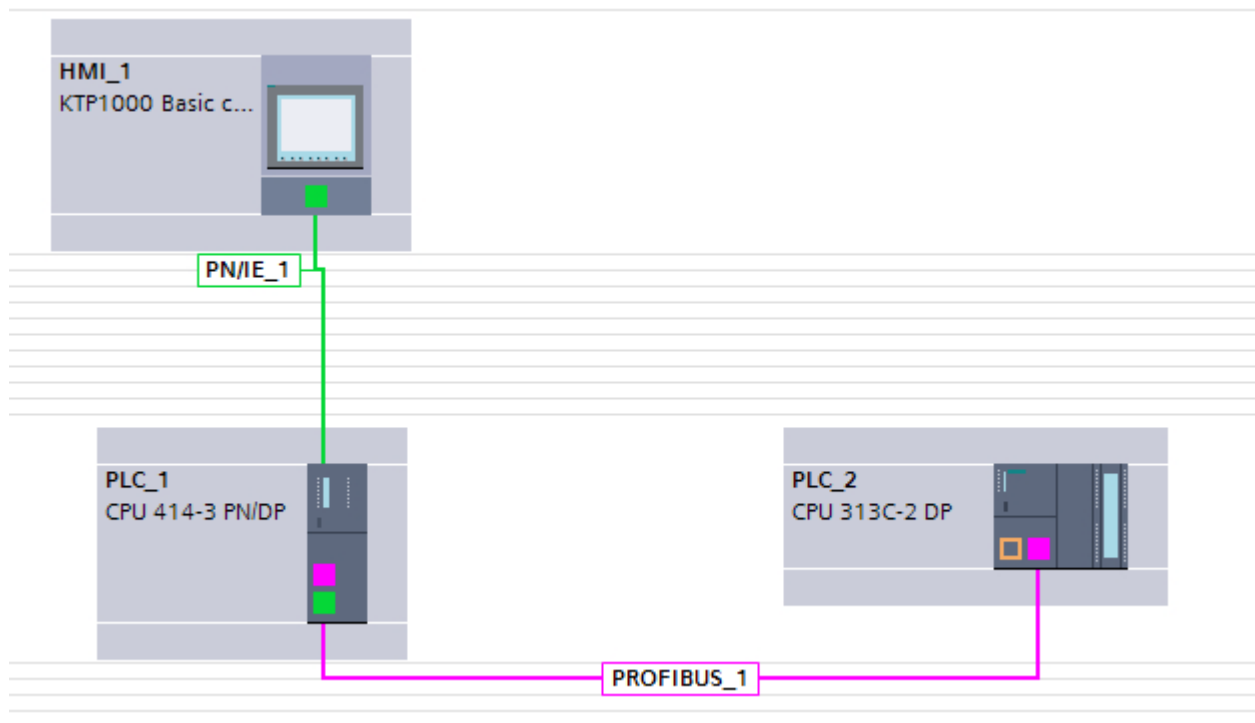 HMI_1
KTP1000 Basic c...
PN/IE_1
PLC_1
CPU 414-3 PN/DP
PLC_2
CPU 313C-2 DP
PROFIBUS_1